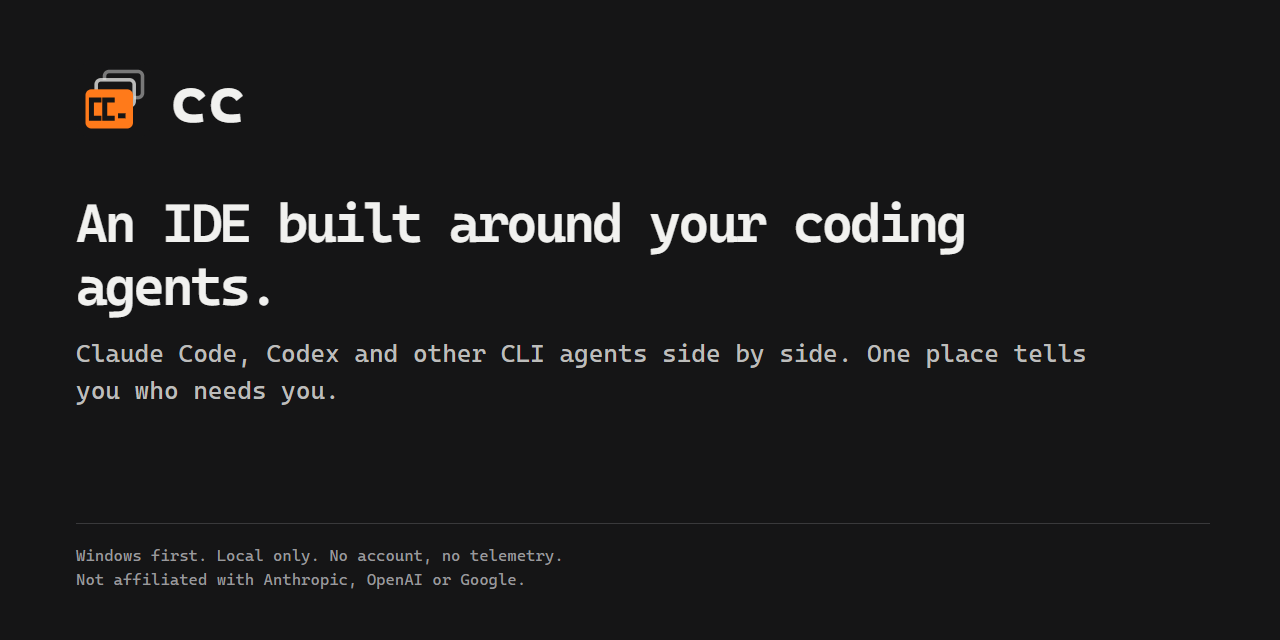 CC.
cc
An IDE built around your coding
agents.
Claude Code, Codex and other CLI agents side by side. One place tells
you who needs you.
Windows first. Local only. No account, no telemetry.
Not affiliated with Anthropic, OpenAI or Google.